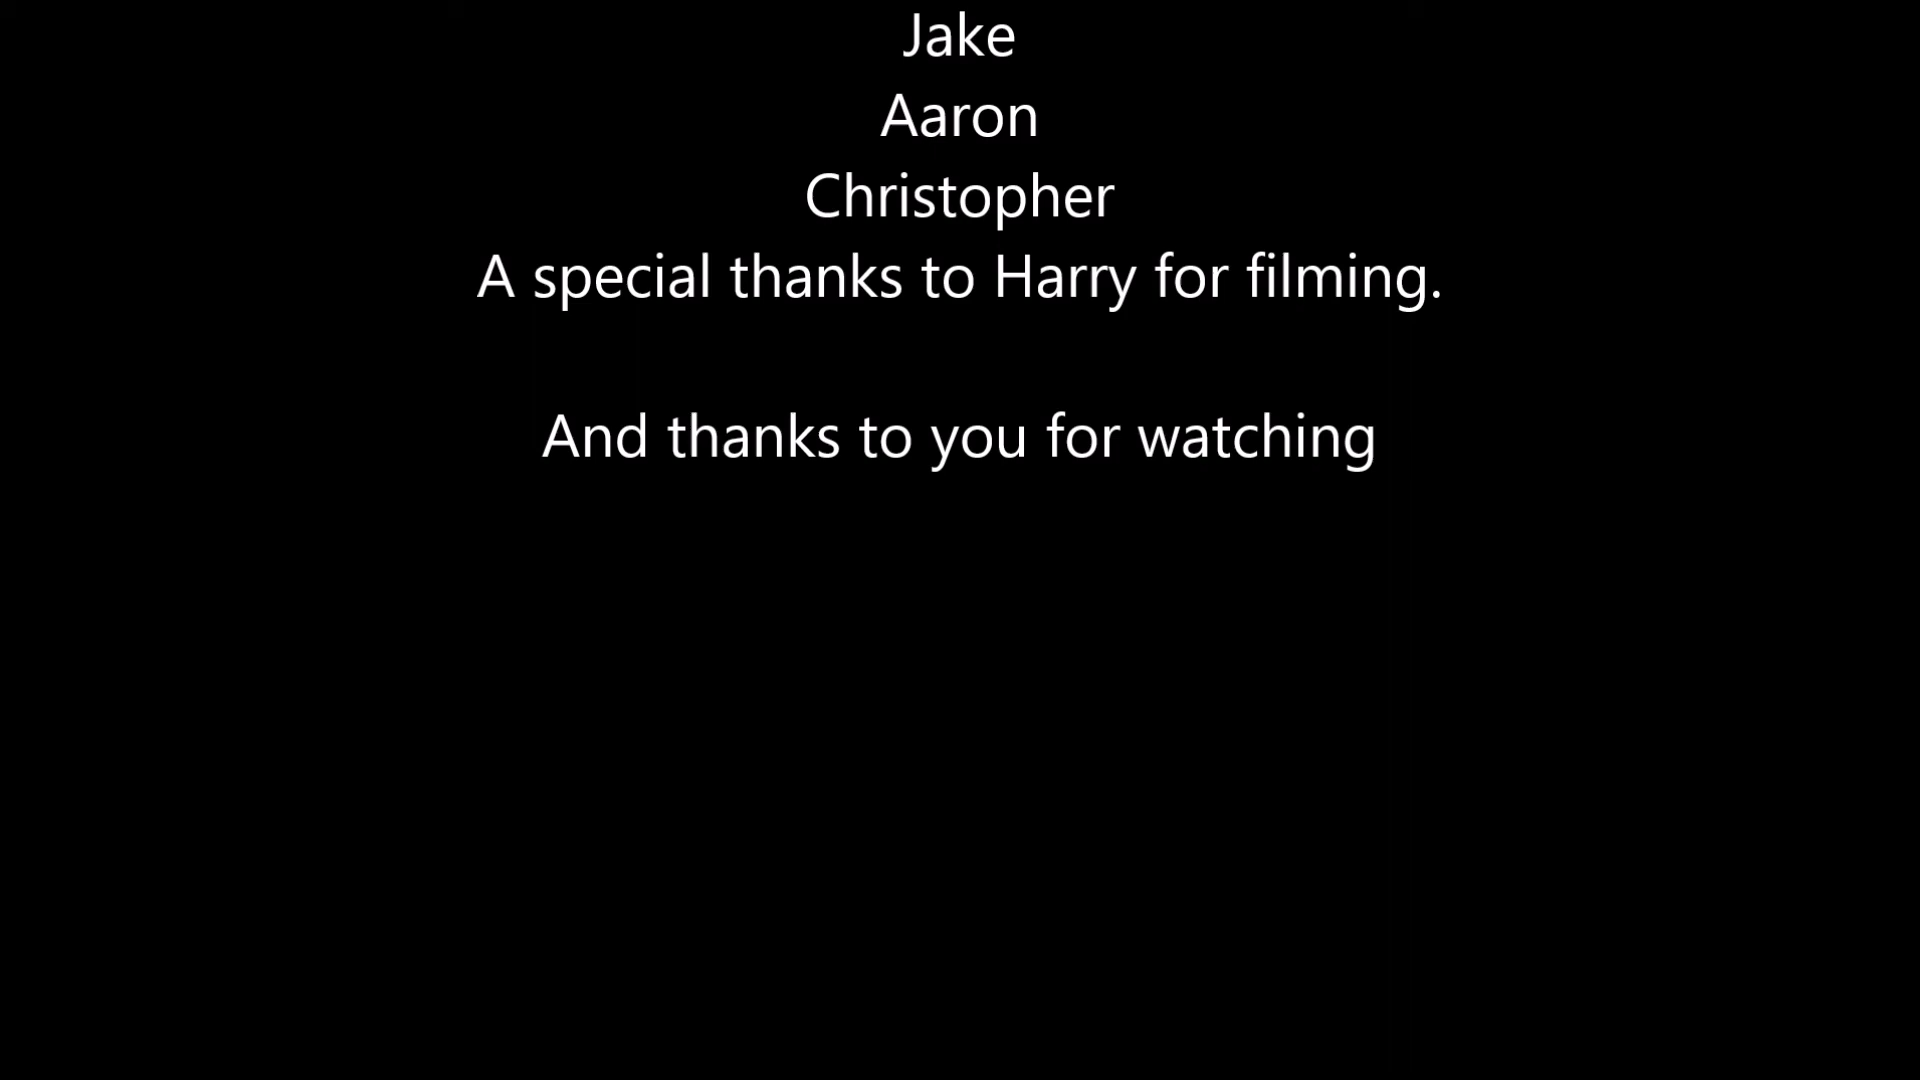 Jake
Aaron
Christopher
A special thanks to Harry for filming.
And thanks to you for watching